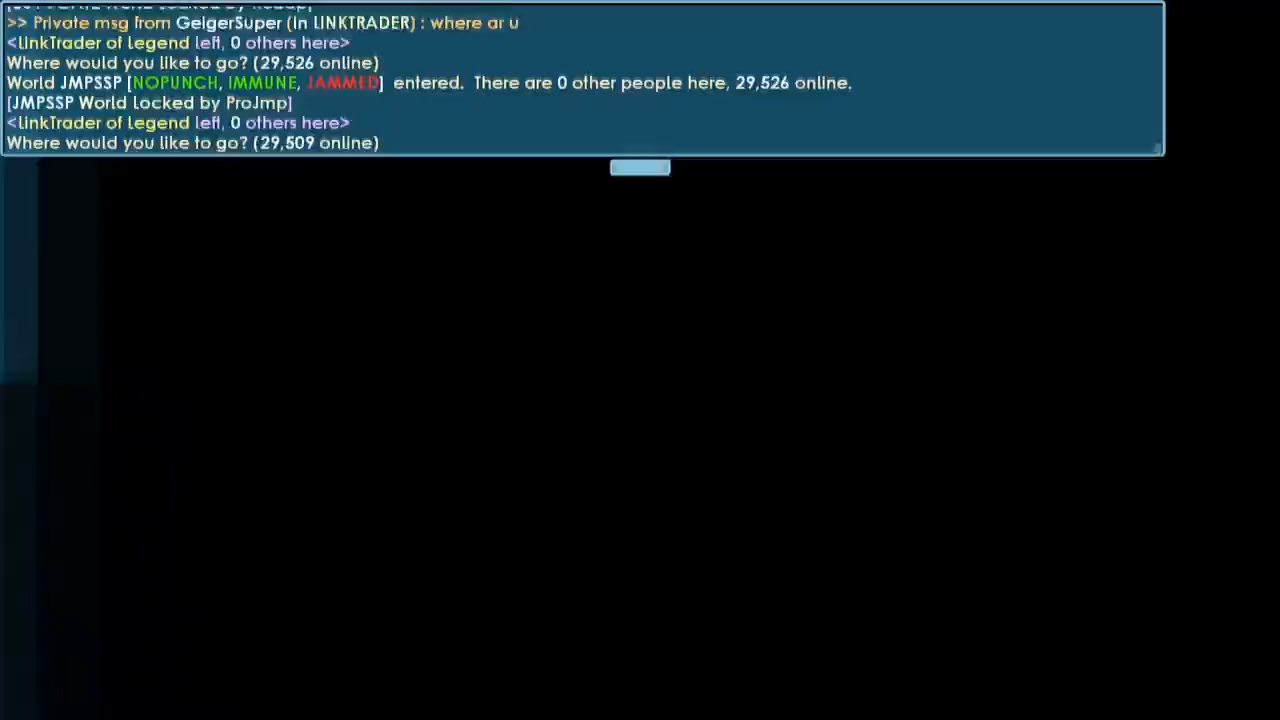 >> Private msg from GeigerSuper (in LINKTRADER) : where ar u
<LinkTrader of Legend left, 0 others here>
Where would you like to go? (29,526 online)
World JMPSSP [NOPUNCH, IMMUNE, JAMMED] entered. There are 0 other people here, 29,526 online.
[JMPSSP World Locked by ProJmp]
<LinkTrader of Legend left, 0 others here>
Where would you like to go? (29,509 online)